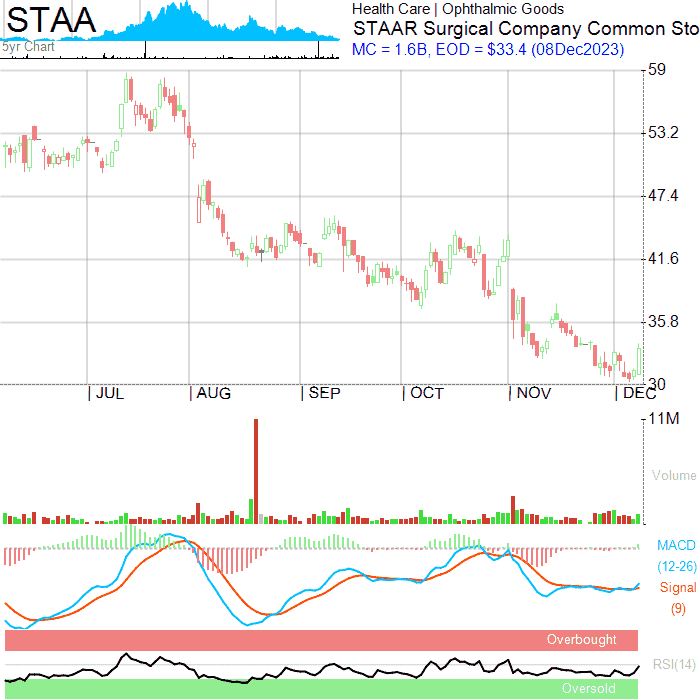 STAA
5yr Chart
Health Care | Ophthalmic Goods
STAAR Surgical Company Common Sto
MC = 1.6B, EOD = $33.4 (08Dec2023)
59
53.2
47.4
41.6
35.8
30
JUL
AUG
SEP
OCT
NOV
DEC
11M
Volume
MACD
(12-26)
Signal
(9)
Overbought
RSI(14)
Oversold